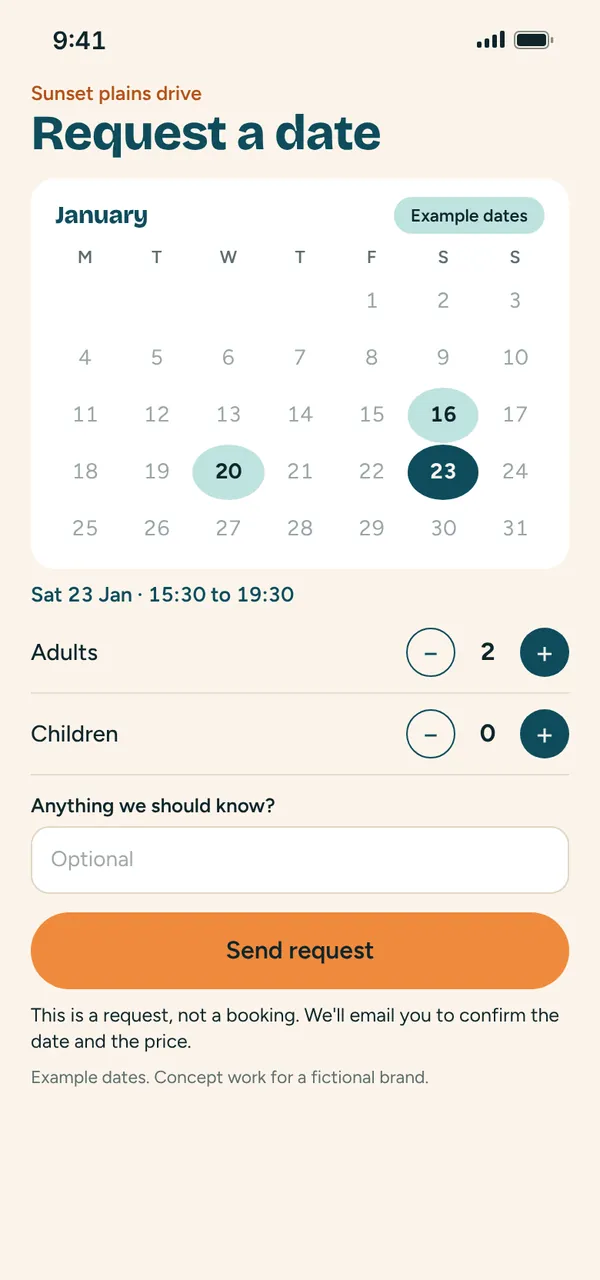 9:41
Sunset plains drive
Request a date
January
Example dates
M T W T F S S
1 2 3
4 5 6 7 8 9 10
11 12 13 14 15 16 17
18 19 20 21 22 23 24
25 26 27 28 29 30 31
Sat 23 Jan · 15:30 to 19:30
Adults − 2 +
Children − 0 +
Anything we should know?
Optional
Send request
This is a request, not a booking. We'll email you to confirm the
date and the price.
Example dates. Concept work for a fictional brand.